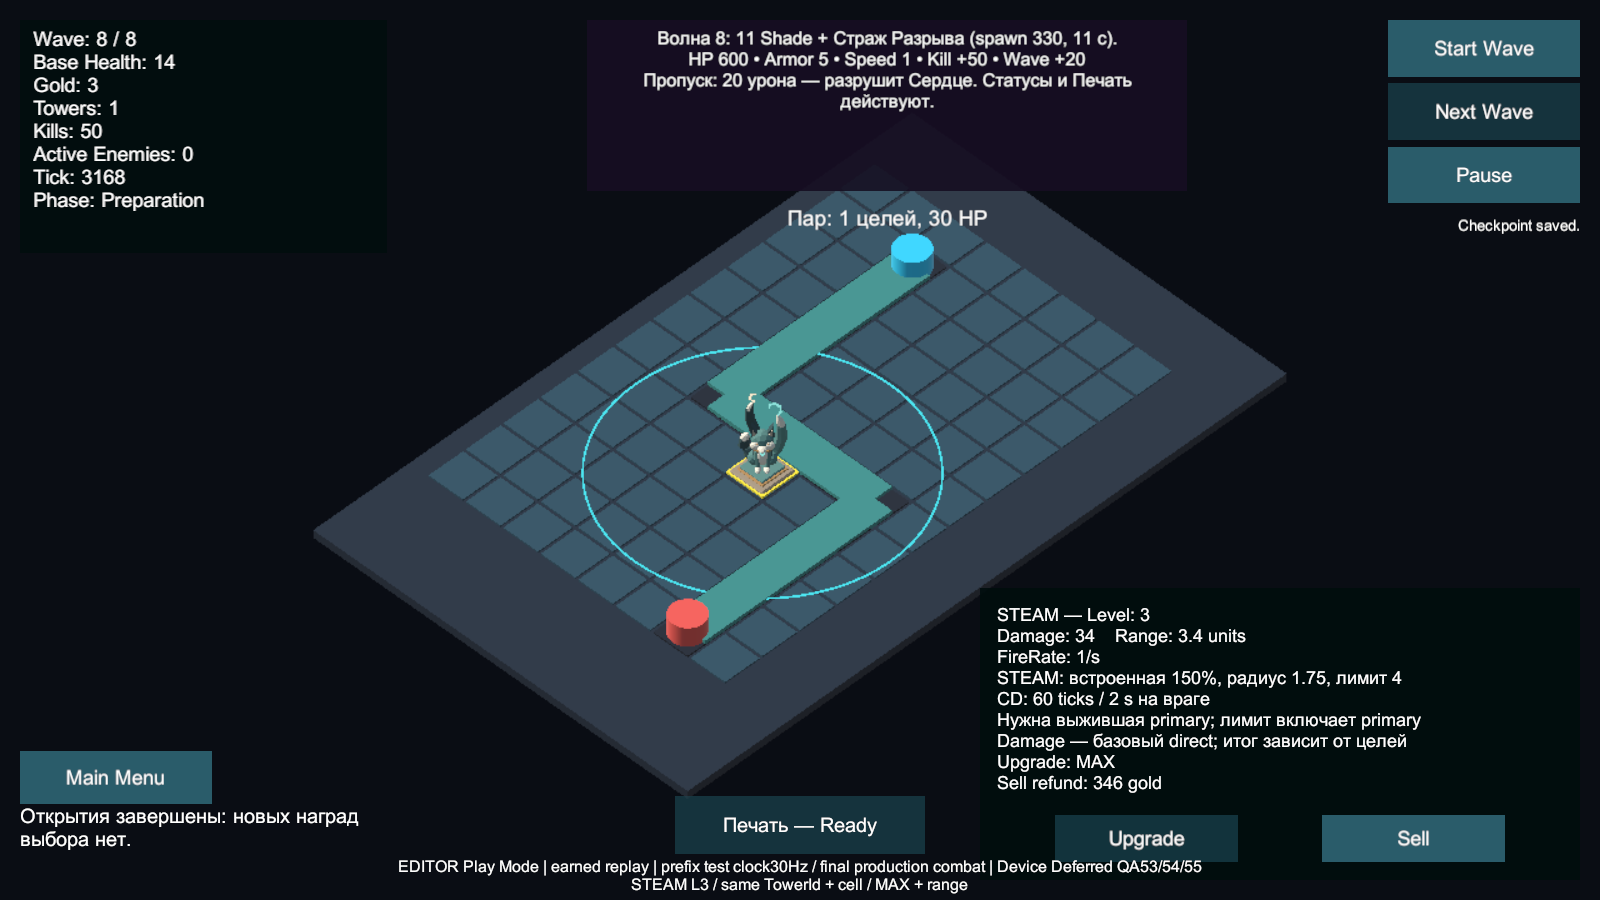 Wave: 8 / 8
Base Health: 14
Gold: 3
Towers: 1
Kills: 50
Active Enemies: 0
Tick: 3168
Phase: Preparation
Волна 8: 11 Shade + Страж Разрыва (spawn 330, 11 с).
HP 600 • Armor 5 • Speed 1 • Kill +50 • Wave +20
Пропуск: 20 урона — разрушит Сердце. Статусы и Печать
действуют.
Start Wave
Next Wave
Pause
Checkpoint saved.
Пар: 1 целей, 30 HP
STEAM — Level: 3
Damage: 34    Range: 3.4 units
FireRate: 1/s
STEAM: встроенная 150%, радиус 1.75, лимит 4
CD: 60 ticks / 2 s на враге
Нужна выжившая primary; лимит включает primary
Damage — базовый direct; итог зависит от целей
Upgrade: MAX
Sell refund: 346 gold
Upgrade
Sell
Main Menu
Открытия завершены: новых наград
выбора нет.
Печать — Ready
EDITOR Play Mode | earned replay | prefix test clock30Hz / final production combat | Device Deferred QA53/54/55
STEAM L3 / same TowerId + cell / MAX + range